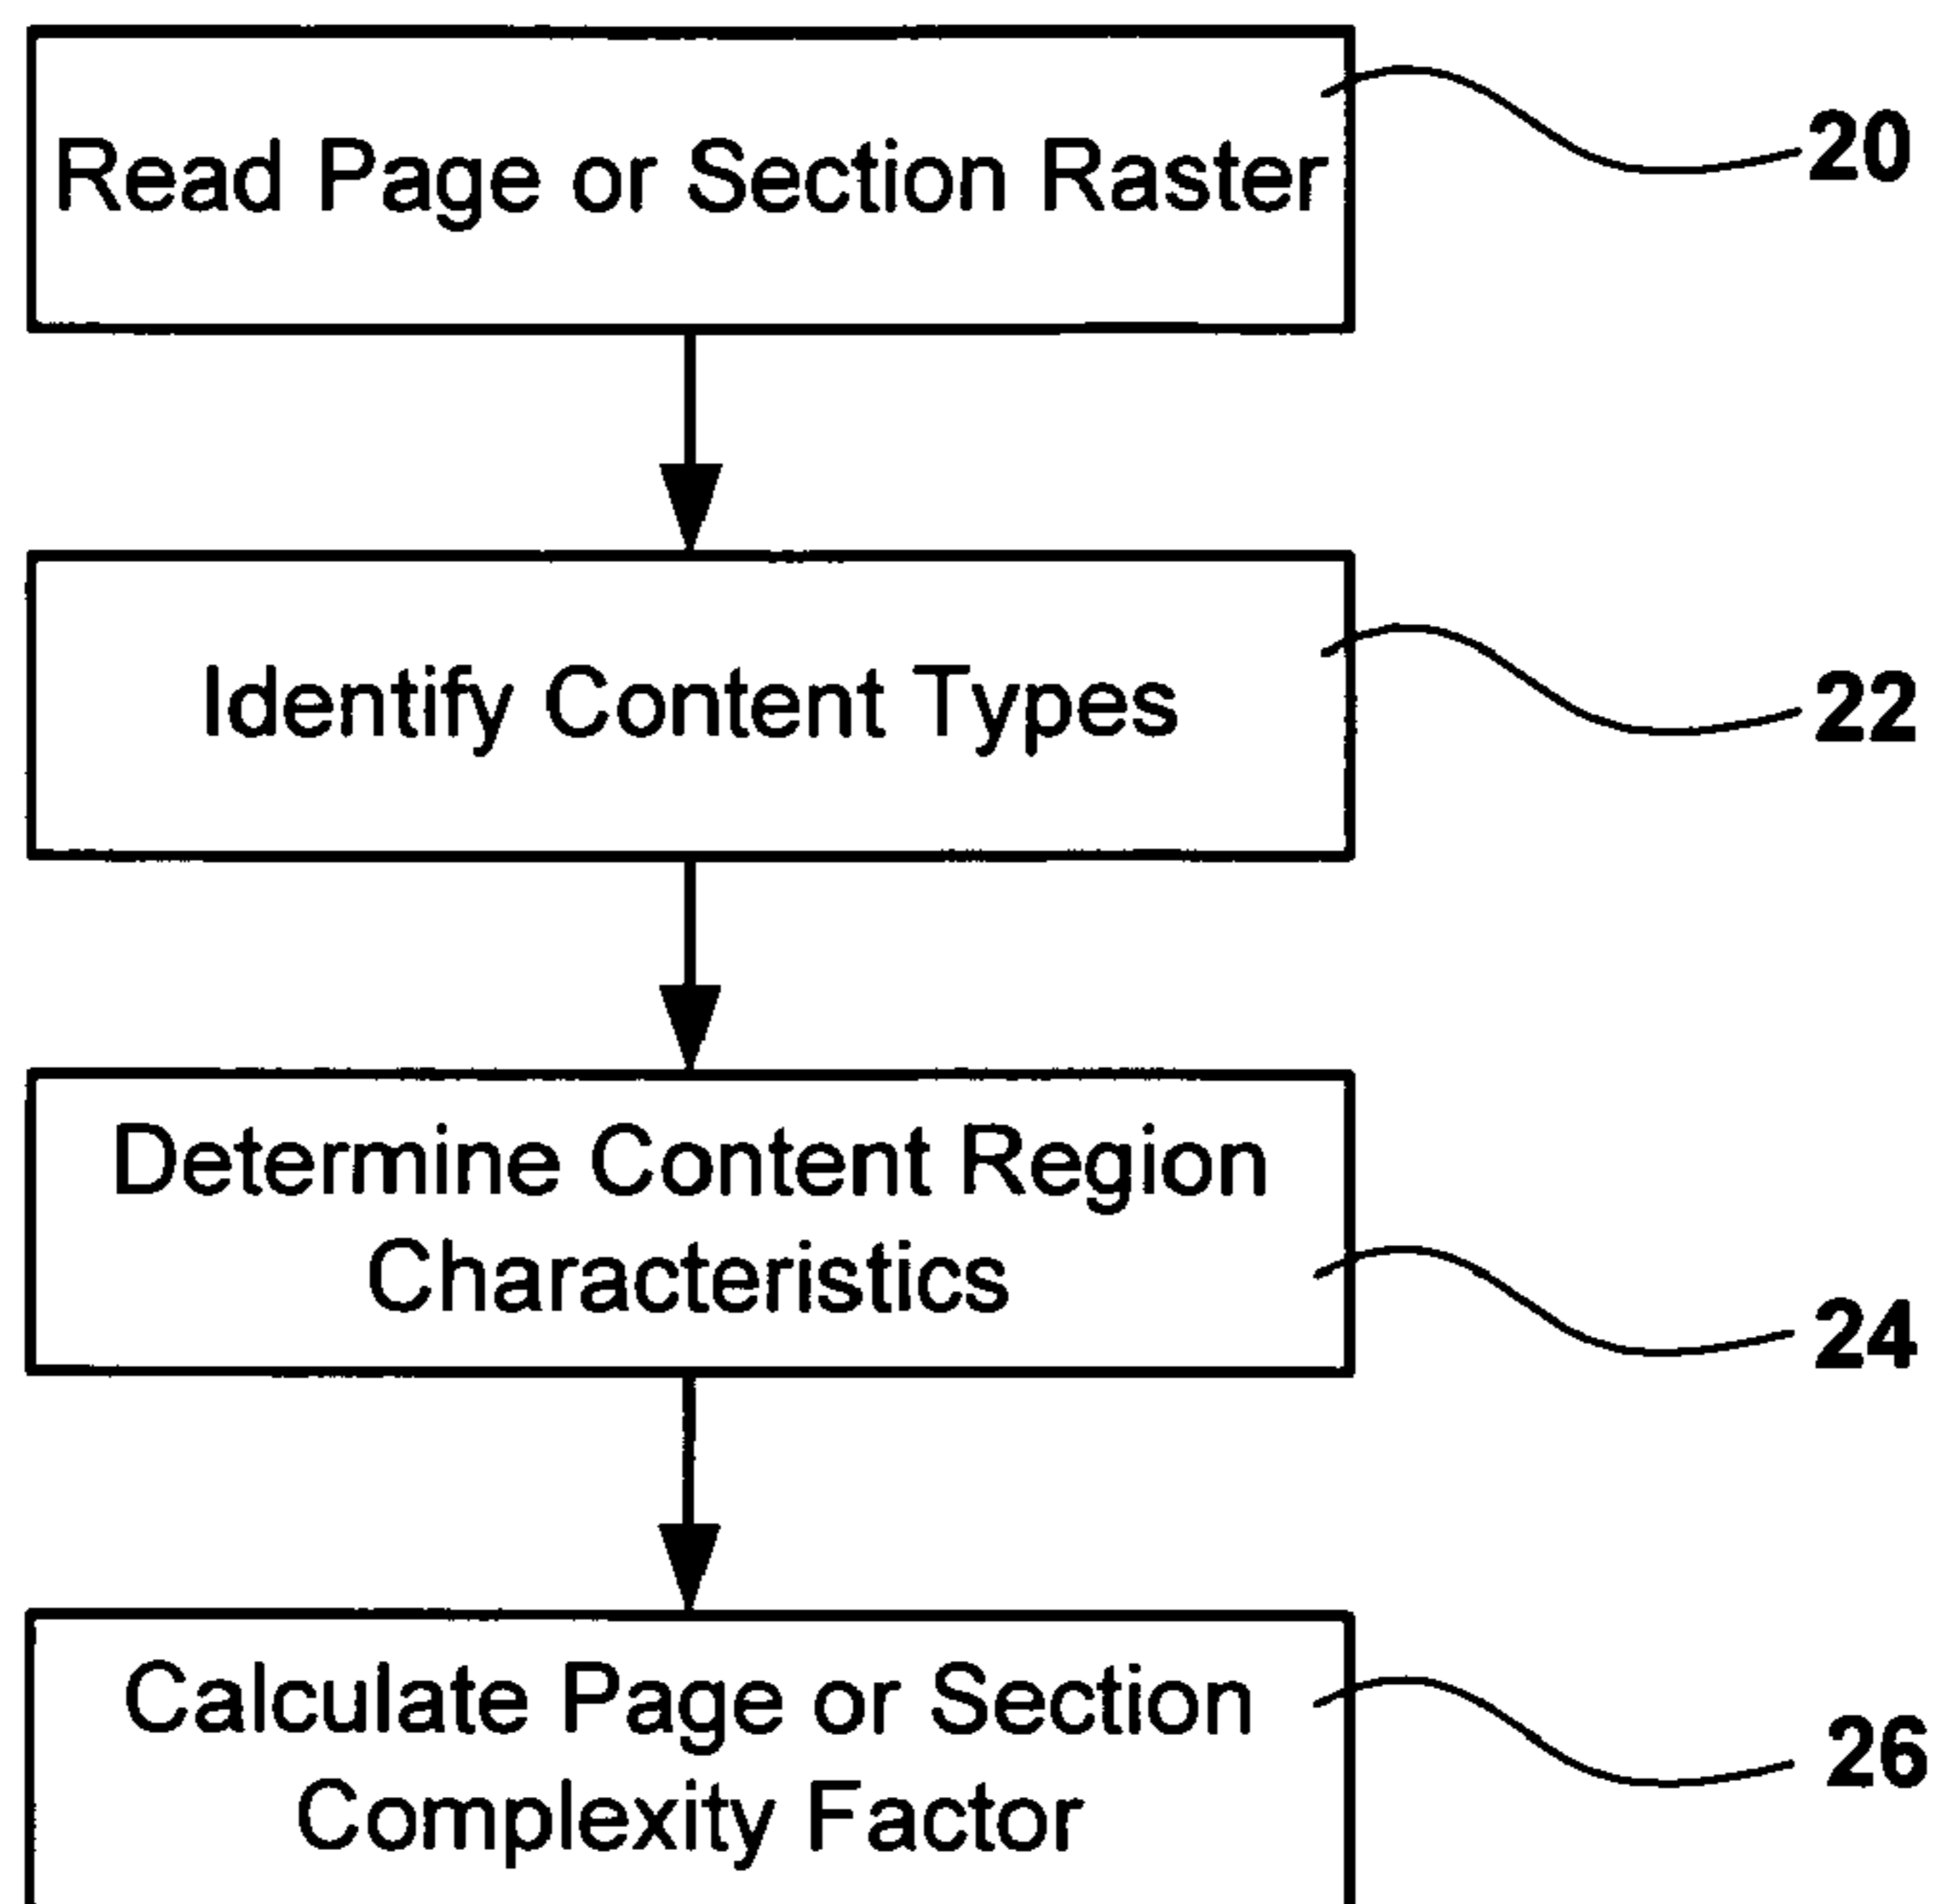 Read Page or Section Raster
20
Identify Content Types
22
Determine Content Region
Characteristics
24
Calculate Page or Section
Complexity Factor
26